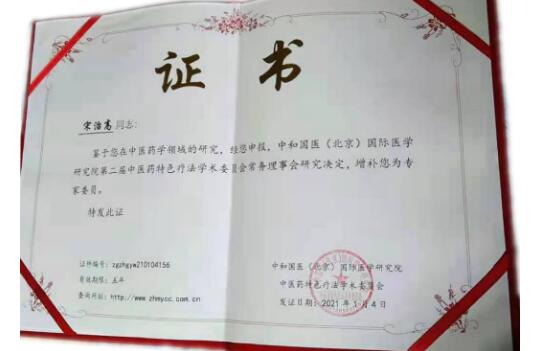 证 书
宋治高 同志：
鉴于您在中医药学领域的研究，经您申报，中和国医（北京）国际医学
研究院第二届中医药特色疗法学术委员会常务理事会研究决定，增补您为专
家委员。
特发此证
证件编号：zgzhgyw210104156
有效期限：五年
查询网站：http://www.zhmycc.com.cn
中和国医（北京）国际医学研究院
中医药特色疗法学术委员会
发证日期：2021年1月4日